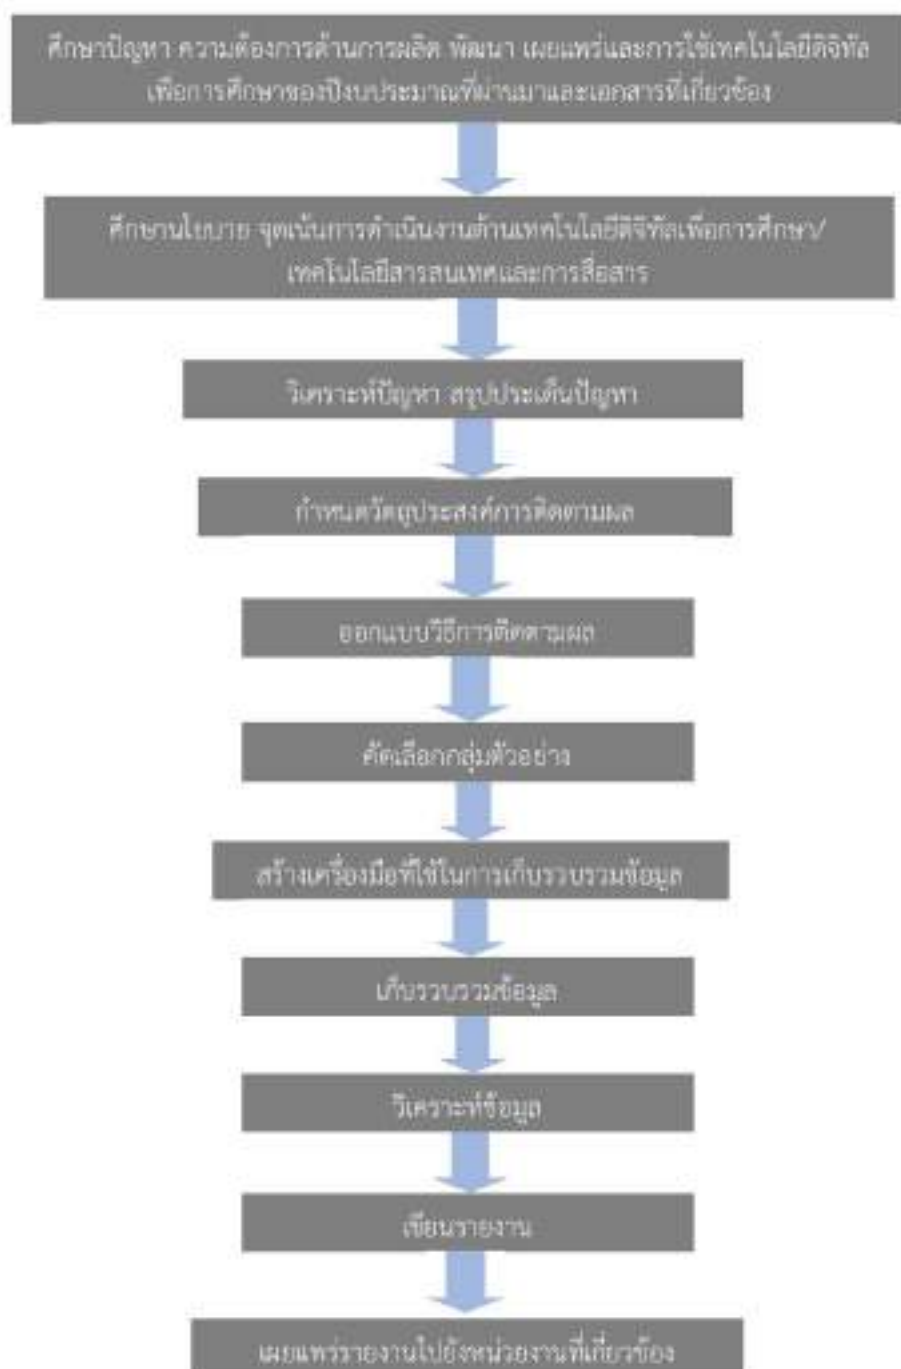 ศึกษาปัญหา ความต้องการด้านการผลิต พัฒนา เผยแพร่และการใช้เทคโนโลยีดิจิทัล
เพื่อการศึกษาของปีงบประมาณที่ผ่านมาและเอกสารที่เกี่ยวข้อง
ศึกษานโยบาย จุดเน้นการดำเนินงานด้านเทคโนโลยีดิจิทัลเพื่อการศึกษา/
เทคโนโลยีสารสนเทศและการสื่อสาร
วิเคราะห์ปัญหา สรุปประเด็นปัญหา
กำหนดวัตถุประสงค์การติดตามผล
ออกแบบวิธีการติดตามผล
คัดเลือกกลุ่มตัวอย่าง
สร้างเครื่องมือที่ใช้ในการเก็บรวบรวมข้อมูล
เก็บรวบรวมข้อมูล
วิเคราะห์ข้อมูล
เขียนรายงาน
เผยแพร่รายงานไปยังหน่วยงานที่เกี่ยวข้อง